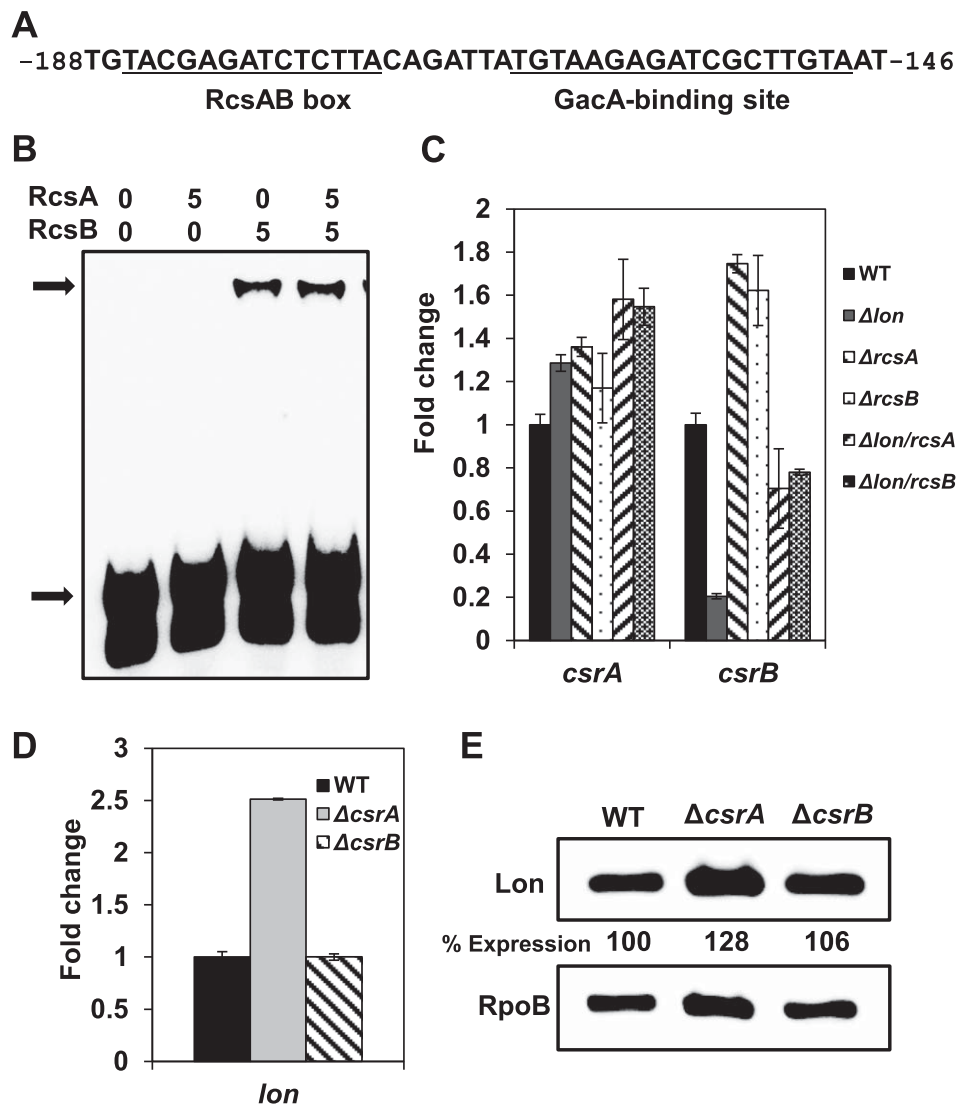 A
-188TGTACGAGATCTCTTACAGATTATGTAAGAGATCGCTTGTAAT-146
RcsAB box GacA-binding site
B
RcsA 0 5 0 5
RcsB 0 0 5 5
C
Fold change
2
1.8
1.6
1.4
1.2
1
0.8
0.6
0.4
0.2
0
csrA csrB
WT
Δlon
ΔrcsA
ΔrcsB
Δlon/rcsA
Δlon/rcsB
D
Fold change
3
2.5
2
1.5
1
0.5
0
lon
WT
ΔcsrA
ΔcsrB
E
WT ΔcsrA ΔcsrB
Lon
% Expression 100 128 106
RpoB